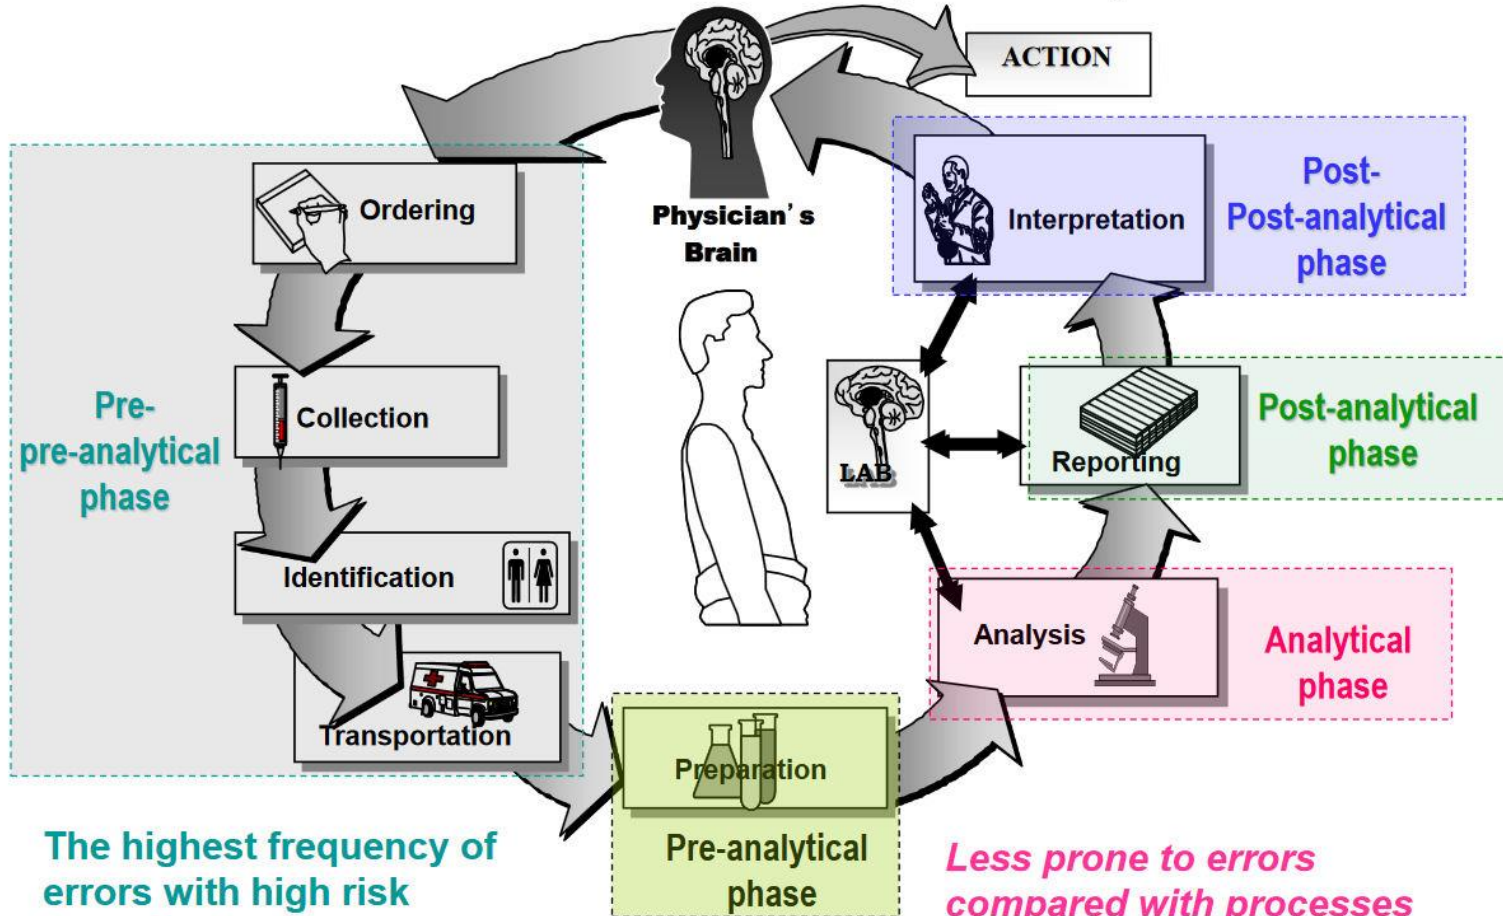 ACTION
Physician's
Brain
Ordering
Collection
Identification
Transportation
Pre-
pre-analytical
phase
Preparation
Pre-analytical
phase
Analysis
Analytical
phase
LAB
Reporting
Post-analytical
phase
Interpretation
Post-
Post-analytical
phase
The highest frequency of
errors with high risk
Less prone to errors
compared with processes